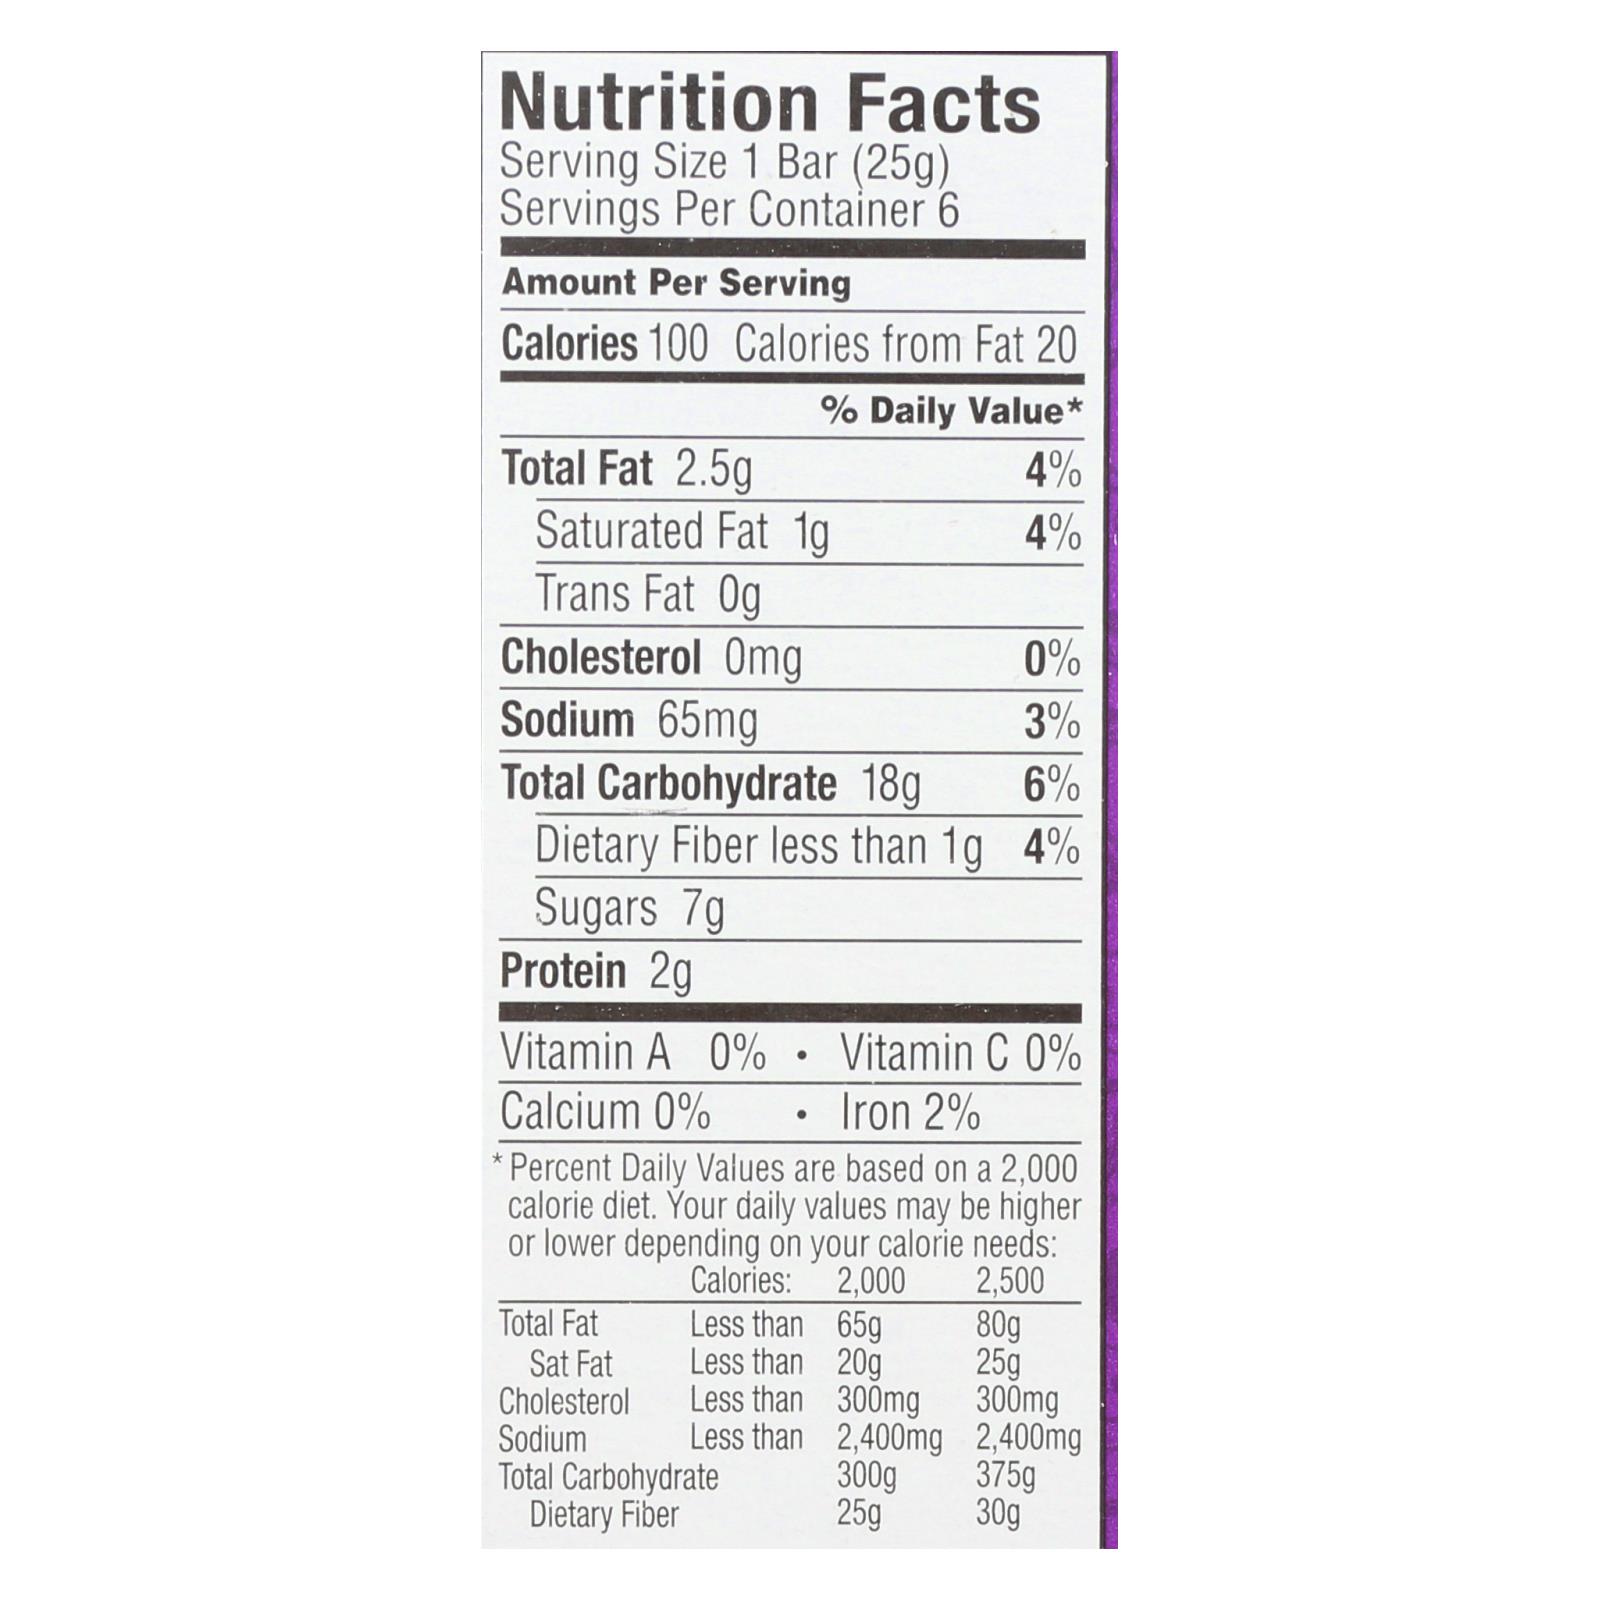 Nutrition Facts
Serving Size 1 Bar (25g)
Servings Per Container 6
Amount Per Serving
Calories 100 Calories from Fat 20
% Daily Value*
Total Fat 2.5g 4%
Saturated Fat 1g 4%
Trans Fat 0g
Cholesterol 0mg 0%
Sodium 65mg 3%
Total Carbohydrate 18g 6%
Dietary Fiber less than 1g 4%
Sugars 7g
Protein 2g
Vitamin A 0% • Vitamin C 0%
Calcium 0% • Iron 2%
* Percent Daily Values are based on a 2,000
calorie diet. Your daily values may be higher
or lower depending on your calorie needs:
Calories: 2,000 2,500
Total Fat Less than 65g 80g
Sat Fat Less than 20g 25g
Cholesterol Less than 300mg 300mg
Sodium Less than 2,400mg 2,400mg
Total Carbohydrate 300g 375g
Dietary Fiber 25g 30g